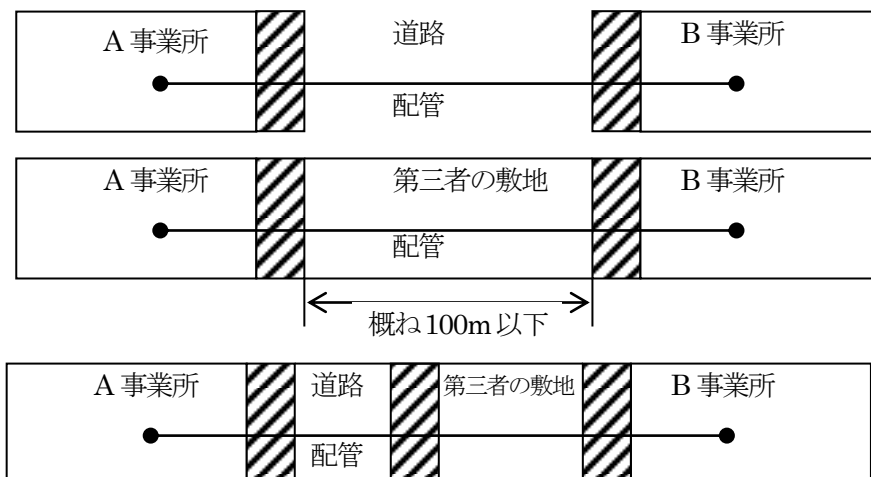 A 事業所 道路 B 事業所
配管
A 事業所 第三者の敷地 B 事業所
配管
概ね 100m 以下
A 事業所 道路 第三者の敷地 B 事業所
配管